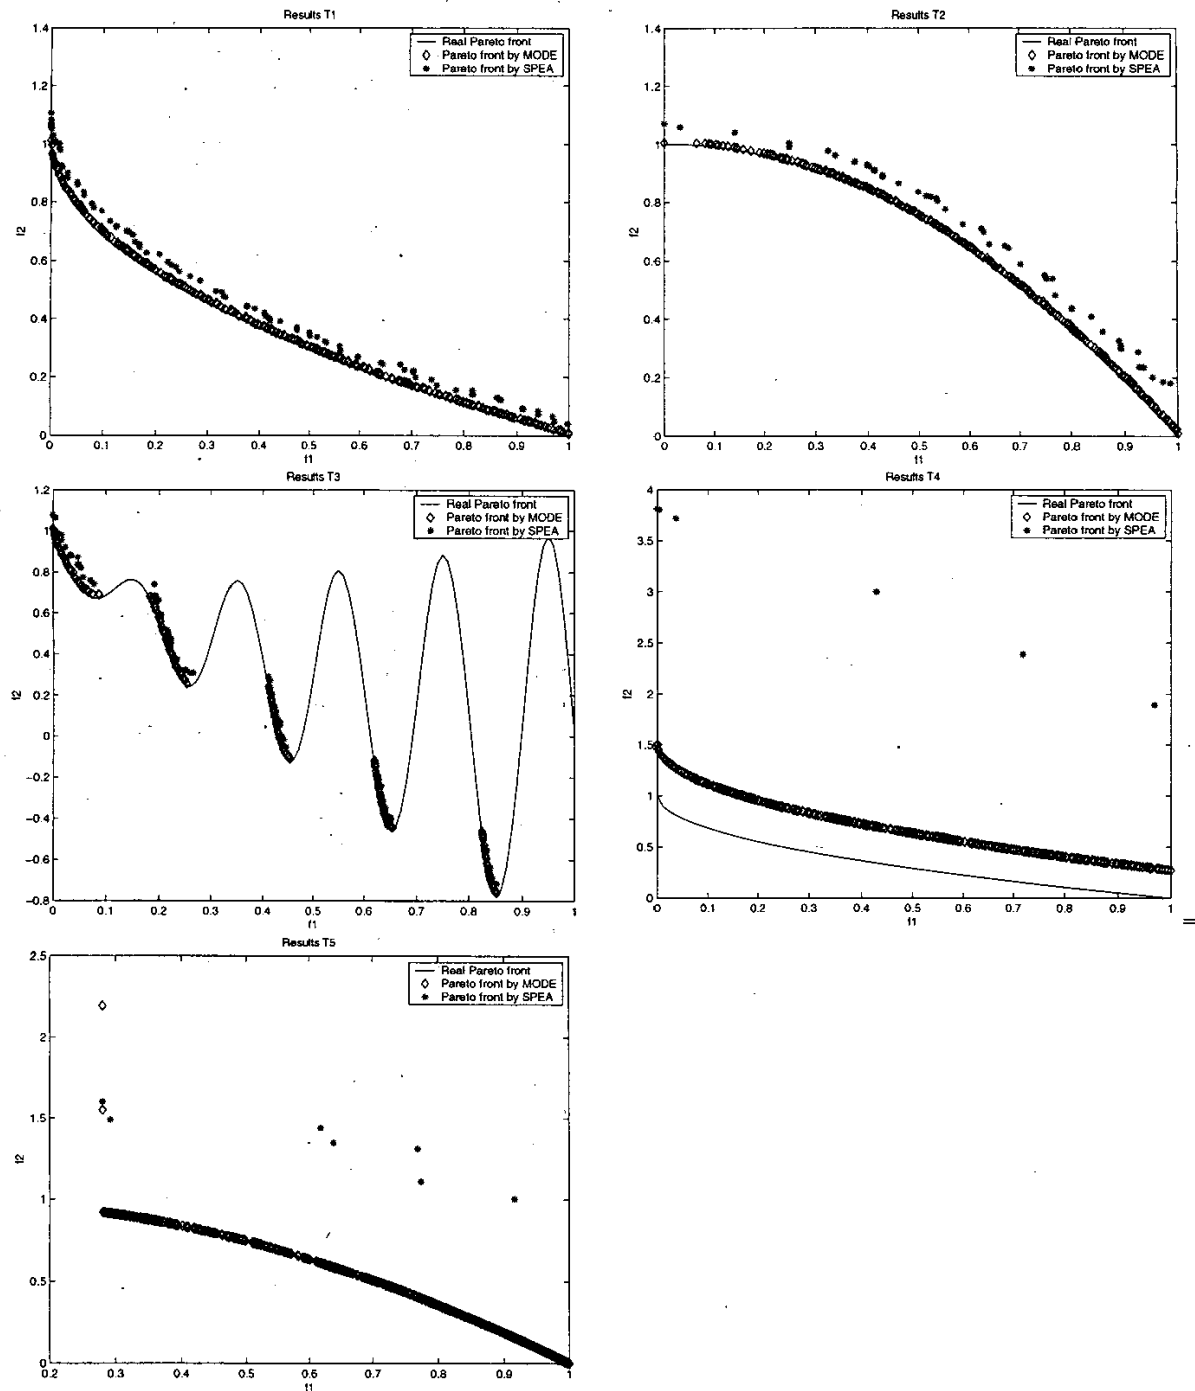 Results T1
1.4
1.2
1
0.8
0.6
0.4
0.2
0
f2
Real Pareto front
Pareto front by MODE
Pareto front by SPEA
0 0.1 0.2 0.3 0.4 0.5 0.6 0.7 0.8 0.9 1
f1
Results T2
1.4
1.2
1
0.8
0.6
0.4
0.2
0
f2
Real Pareto front
Pareto front by MODE
Pareto front by SPEA
0 0.1 0.2 0.3 0.4 0.5 0.6 0.7 0.8 0.9 1
f1
Results T3
1.2
1
0.8
0.6
0.4
0.2
0
−0.2
−0.4
−0.6
−0.8
f2
Real Pareto front
Pareto front by MODE
Pareto front by SPEA
0 0.1 0.2 0.3 0.4 0.5 0.6 0.7 0.8 0.9 1
f1
Results T4
4
3.5
3
2.5
2
1.5
1
0.5
0
f2
Real Pareto front
Pareto front by MODE
Pareto front by SPEA
0 0.1 0.2 0.3 0.4 0.5 0.6 0.7 0.8 0.9 1
f1
Results T5
2.5
2
1.5
1
0.5
0
f2
Real Pareto front
Pareto front by MODE
Pareto front by SPEA
0.2 0.3 0.4 0.5 0.6 0.7 0.8 0.9 1
f1